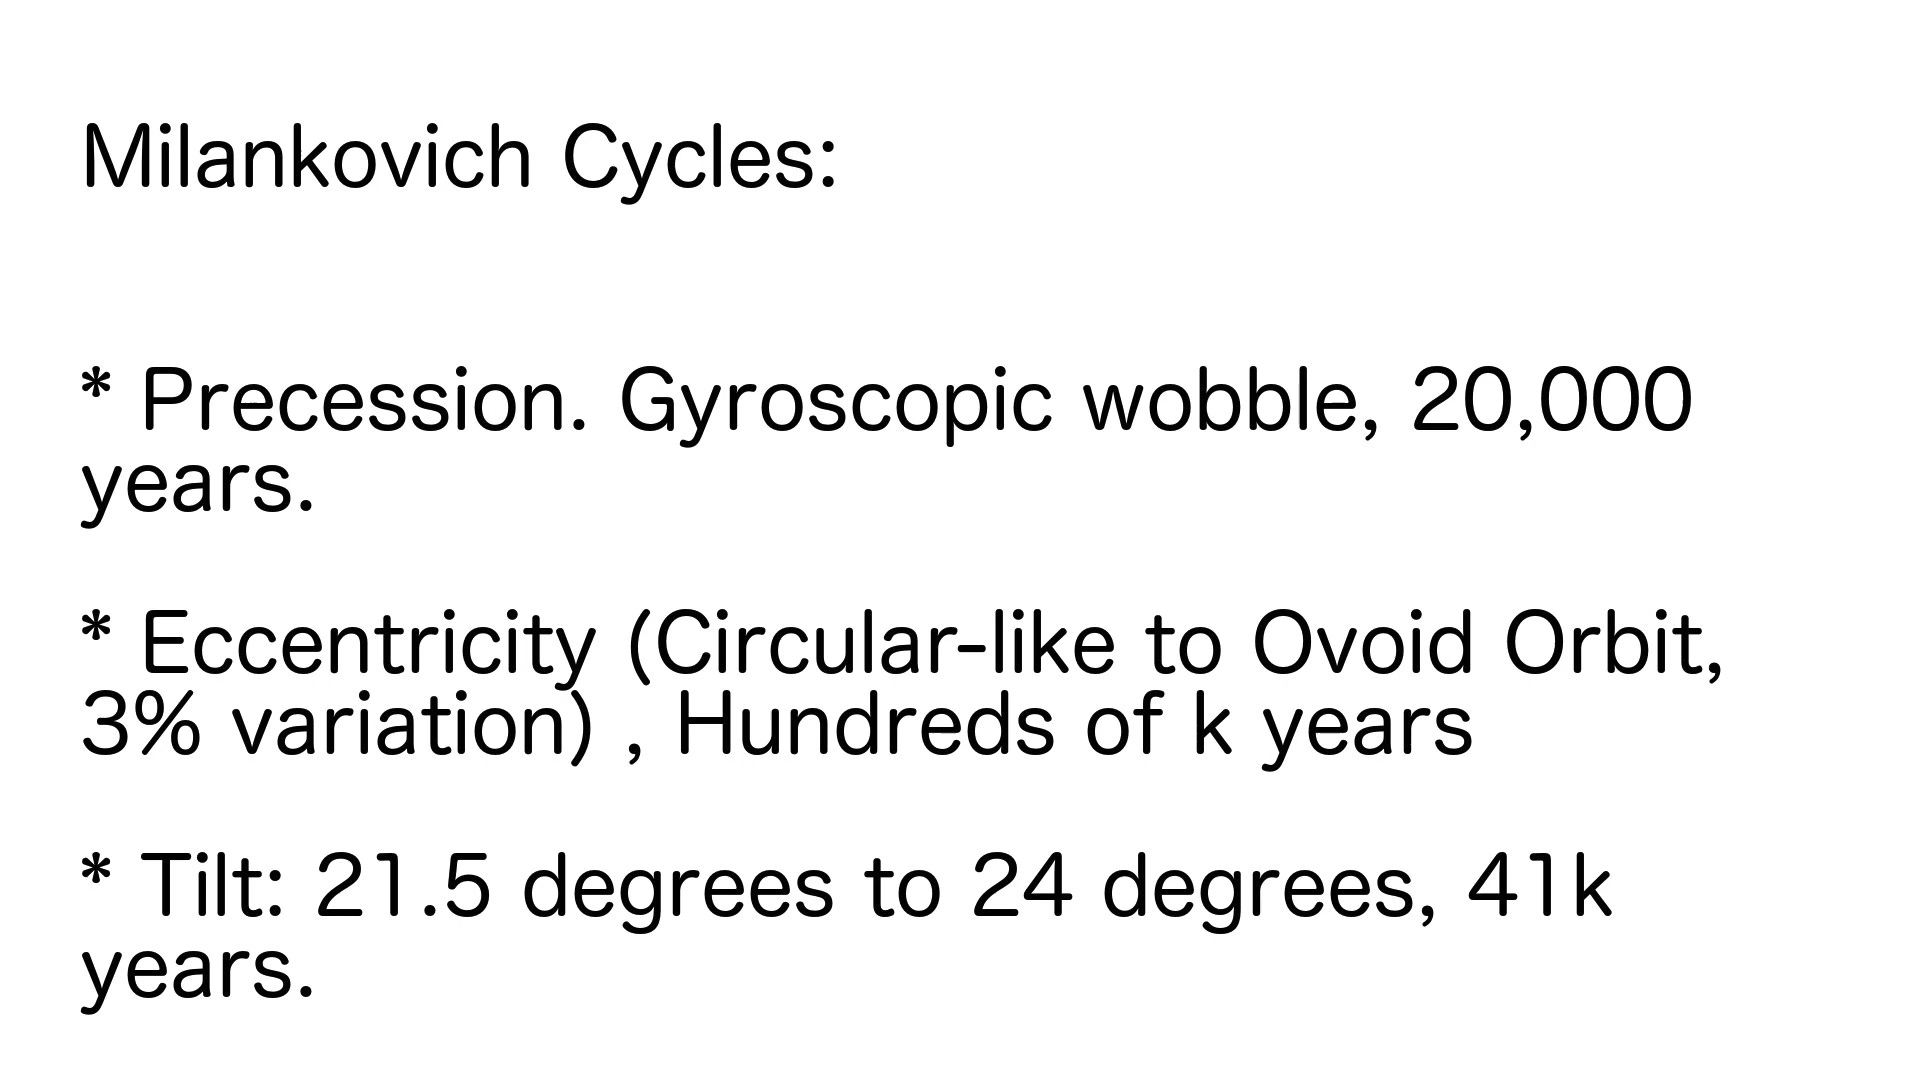 Milankovich Cycles:
* Precession. Gyroscopic wobble, 20,000
years.
* Eccentricity (Circular-like to Ovoid Orbit,
3% variation) , Hundreds of k years
* Tilt: 21.5 degrees to 24 degrees, 41k
years.